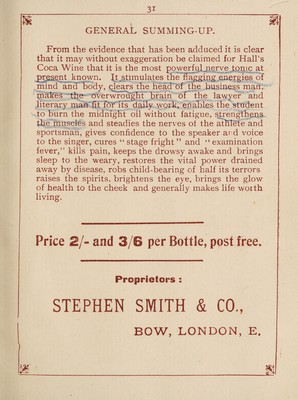 31
GENERAL SUMMING-UP.
From the evidence that has been adduced it is clear
that it may without exaggeration be claimed for Hall's
Coca Wine that it is the most powerful nerve tonic at
present known. It stimulates the flagging energies of
mind and body, clears the head of the business man,
makes the overwrought brain of the lawyer and
literary man fit for its daily work, enables the student
to burn the midnight oil without fatigue, strengthens
the muscles and steadies the nerves of the athlete and
sportsman, gives confidence to the speaker and voice
to the singer, cures "stage fright" and "examination
fever," kills pain, keeps the drowsy awake and brings
sleep to the weary, restores the vital power drained
away by disease, robs child-bearing of half its terrors
raises the spirits, brightens the eye, brings the glow
of health to the cheek and generally makes life worth
living.
Price 2/- and 3/6 per Bottle, post free.
Proprietors:
STEPHEN SMITH & CO.,
BOW, LONDON, E.